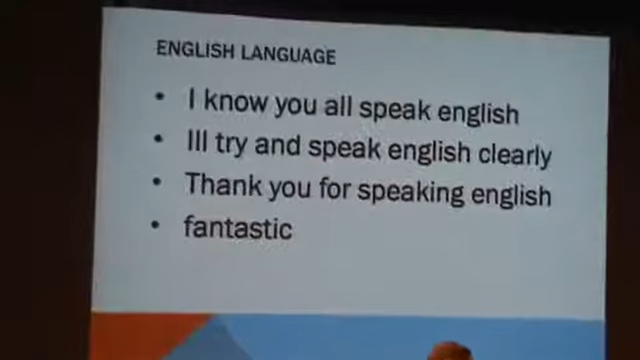 ENGLISH LANGUAGE
• I know you all speak english
• Ill try and speak english clearly
• Thank you for speaking english
• fantastic